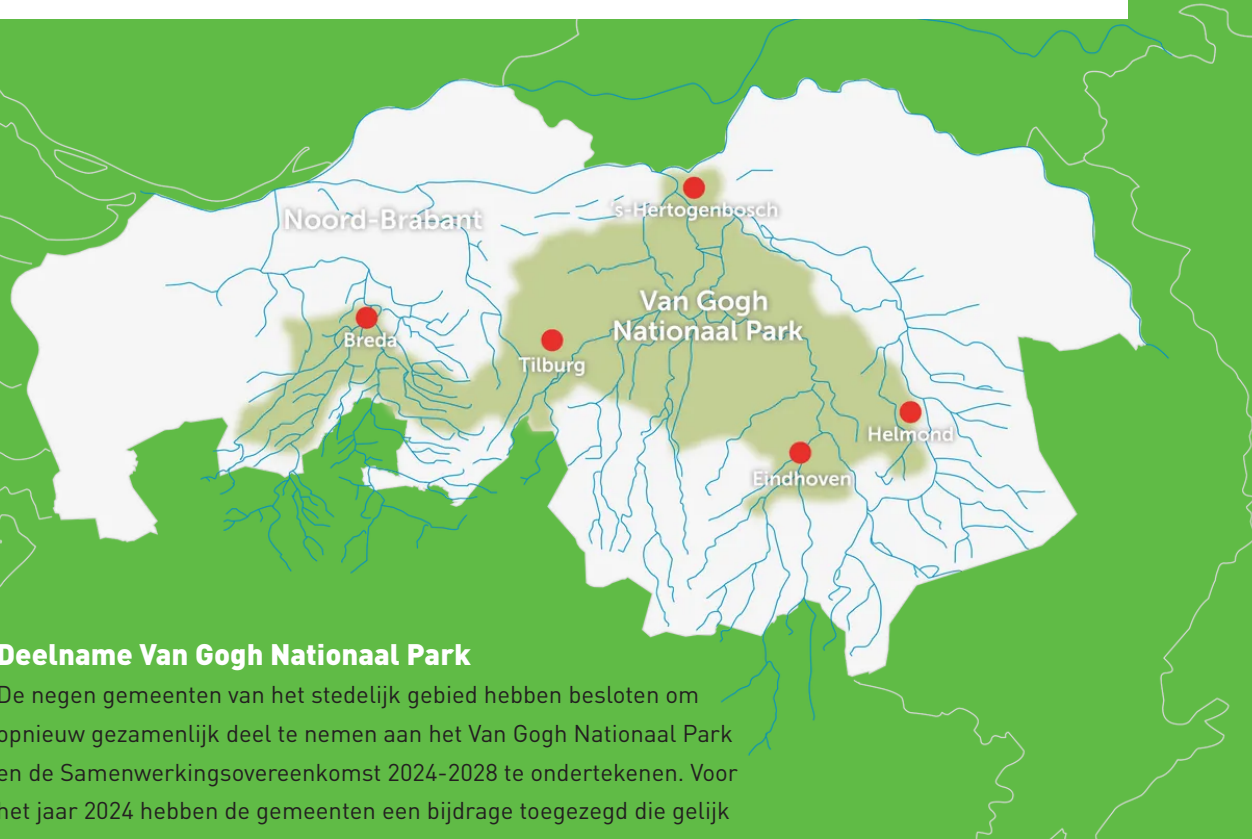 's-Hertogenbosch
Noord-Brabant
Van Gogh
Nationaal Park
Breda
Tilburg
Helmond
Eindhoven
Deelname Van Gogh Nationaal Park
De negen gemeenten van het stedelijk gebied hebben besloten om
opnieuw gezamenlijk deel te nemen aan het Van Gogh Nationaal Park
en de Samenwerkingsovereenkomst 2024-2028 te ondertekenen. Voor
het jaar 2024 hebben de gemeenten een bijdrage toegezegd die gelijk